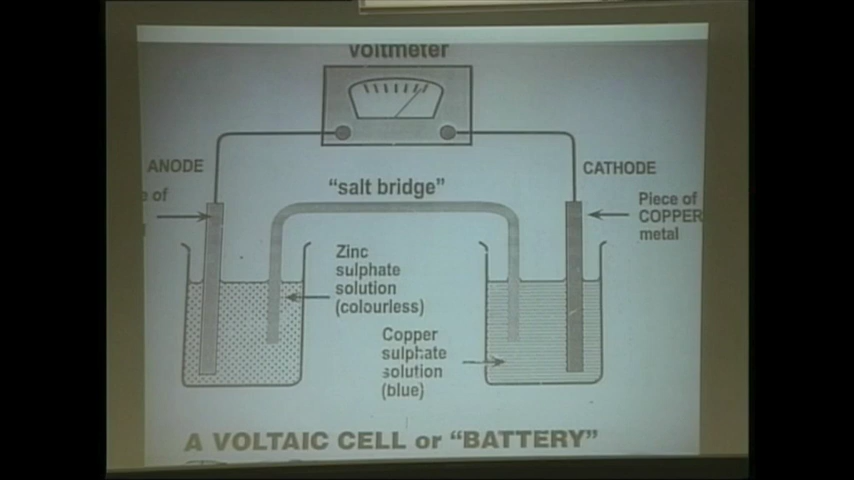 voltmeter
ANODE
CATHODE
"salt bridge"
of
Piece of
COPPER
metal
Zinc
sulphate
solution
(colourless)
Copper
sulphate
solution
(blue)
A VOLTAIC CELL or "BATTERY"